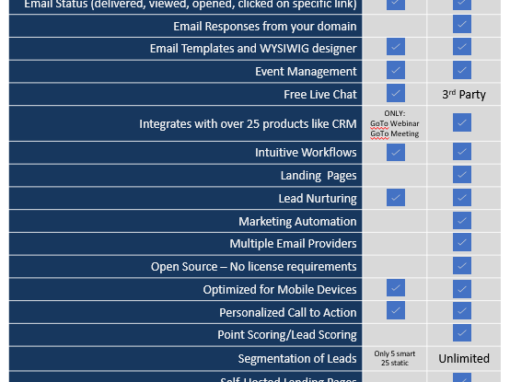 Email Status (delivered, viewed, opened, clicked on specific link)
Email Responses from your domain
Email Templates and WYSIWIG designer
Event Management
Free Live Chat
3rd Party
Integrates with over 25 products like CRM
ONLY:
GoTo Webinar
GoTo Meeting
Intuitive Workflows
Landing Pages
Lead Nurturing
Marketing Automation
Multiple Email Providers
Open Source – No license requirements
Optimized for Mobile Devices
Personalized Call to Action
Point Scoring/Lead Scoring
Segmentation of Leads
Only 5 smart
25 static
Unlimited
Self-Hosted Landing Pages